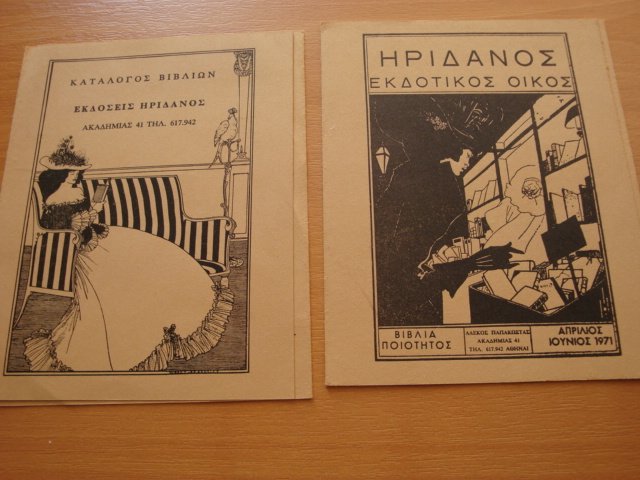 ΚΑΤΑΛΟΓΟΣ ΒΙΒΛΙΩΝ
ΕΚΔΟΣΕΙΣ ΗΡΙΔΑΝΟΣ
ΑΚΑΔΗΜΙΑΣ 41 ΤΗΛ. 617.942
ΗΡΙΔΑΝΟΣ
ΕΚΔΟΤΙΚΟΣ ΟΙΚΟΣ
ΒΙΒΛΙΑ
ΠΟΙΟΤΗΤΟΣ
ΛΑΣΚΟΣ ΠΑΠΑΚΩΣΤΑΣ
ΑΚΑΔΗΜΙΑΣ 41
ΤΗΛ. 617.942 ΑΘΗΝΑΙ
ΑΠΡΙΛΙΟΣ
ΙΟΥΝΙΟΣ 1971